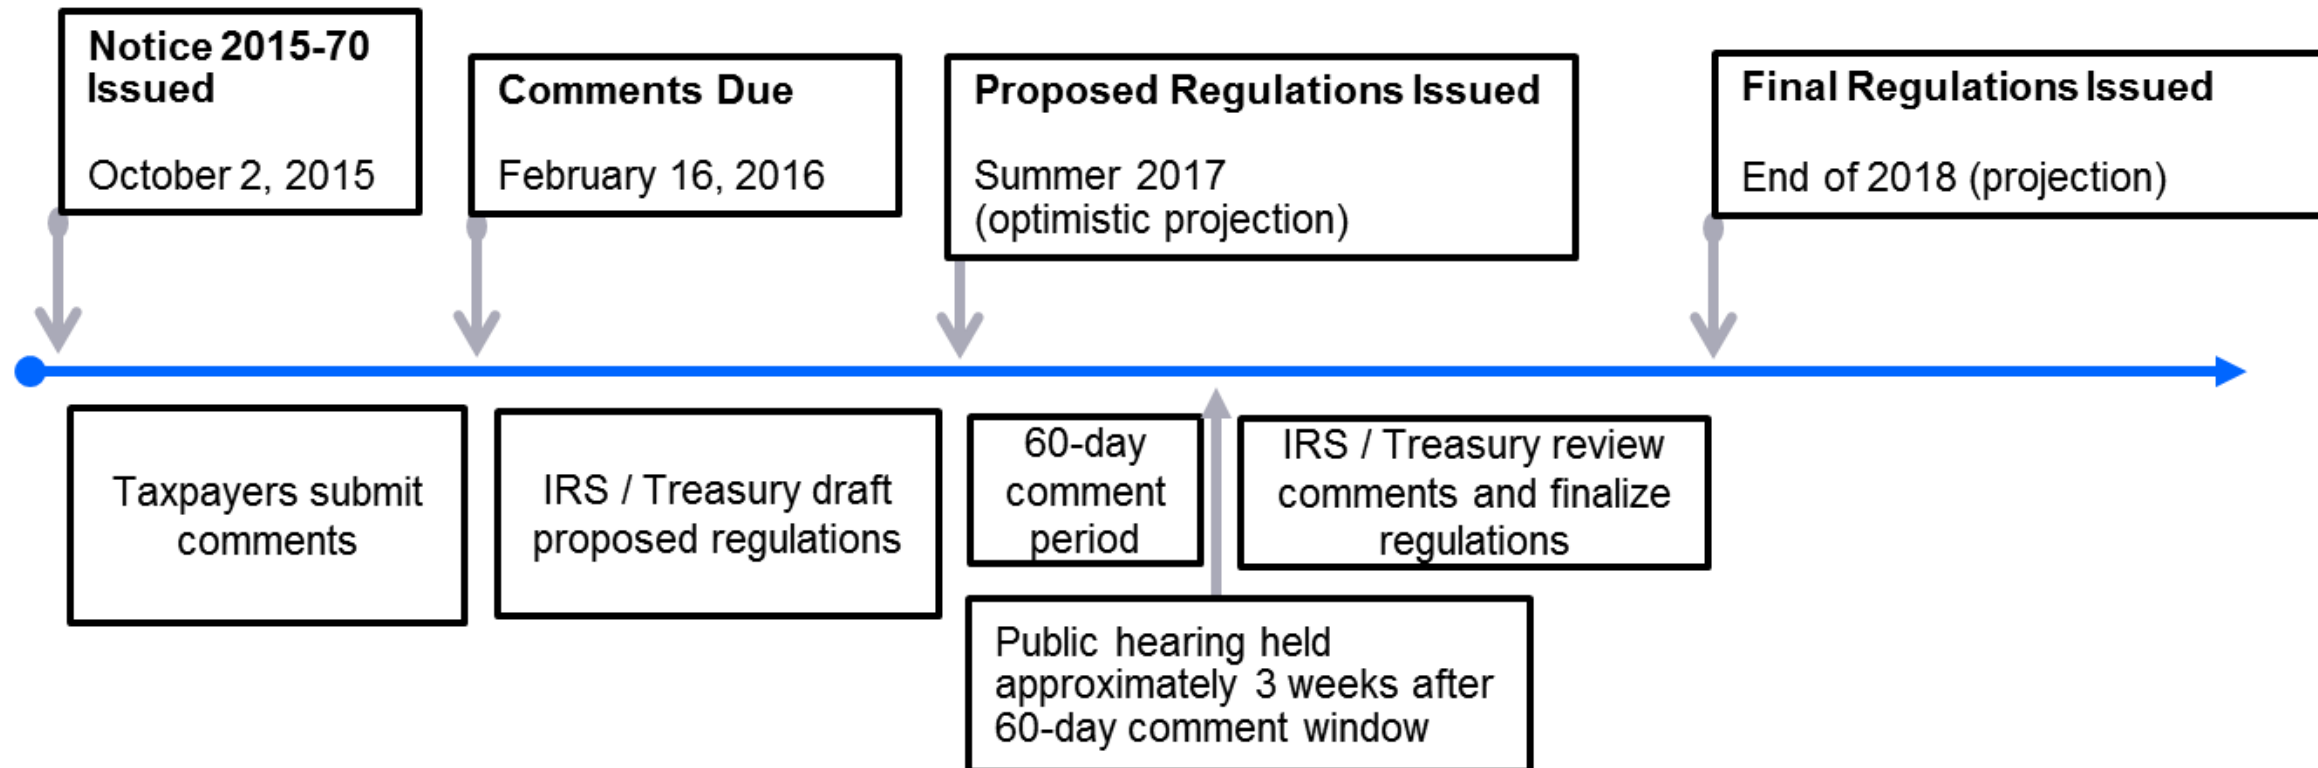 Notice 2015-70
Issued
October 2, 2015
Comments Due
February 16, 2016
Proposed Regulations Issued
Summer 2017
(optimistic projection)
Final Regulations Issued
End of 2018 (projection)
Taxpayers submit
comments
IRS / Treasury draft
proposed regulations
60-day
comment
period
IRS / Treasury review
comments and finalize
regulations
Public hearing held
approximately 3 weeks after
60-day comment window